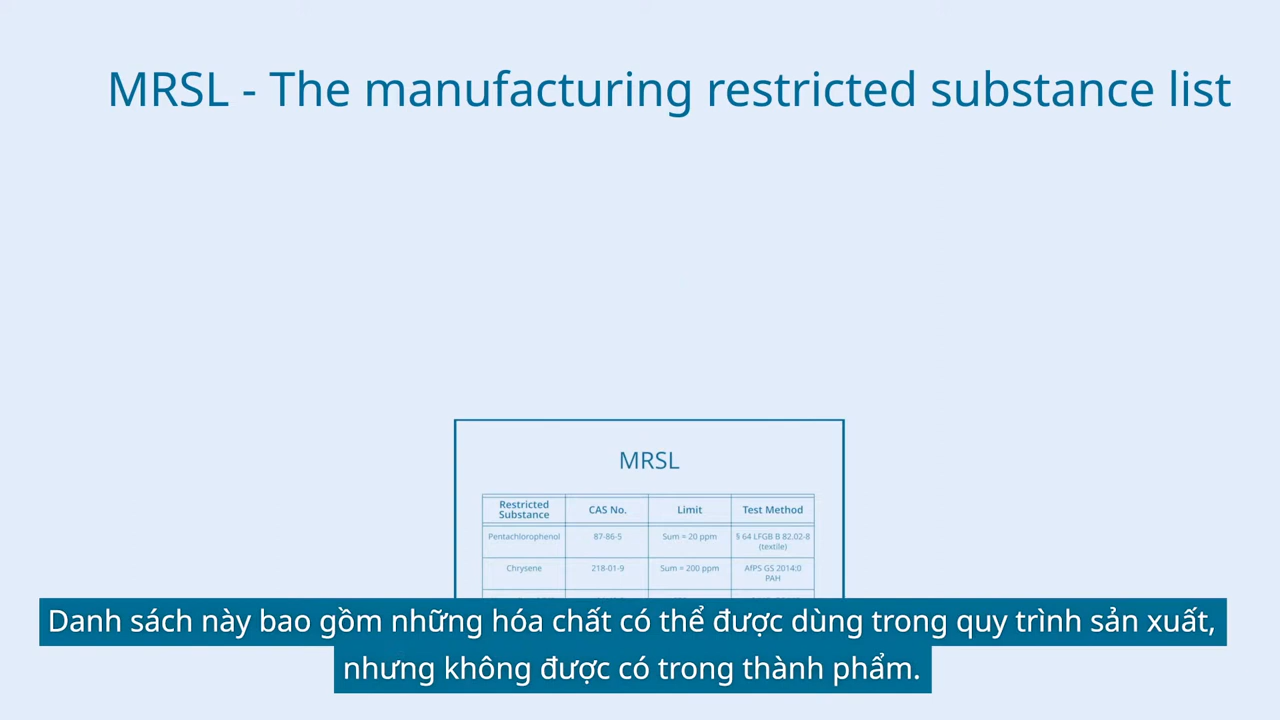 MRSL - The manufacturing restricted substance list
MRSL
Restricted Substance CAS No. Limit Test Method
Pentachlorophenol 87-86-5 Sum = 20 ppm § 64 LFGB B 82.02-8 (textile)
Chrysene 218-01-9 Sum = 200 ppm AfPS GS 2014:0 PAH
Danh sách này bao gồm những hóa chất có thể được dùng trong quy trình sản xuất,
nhưng không được có trong thành phẩm.